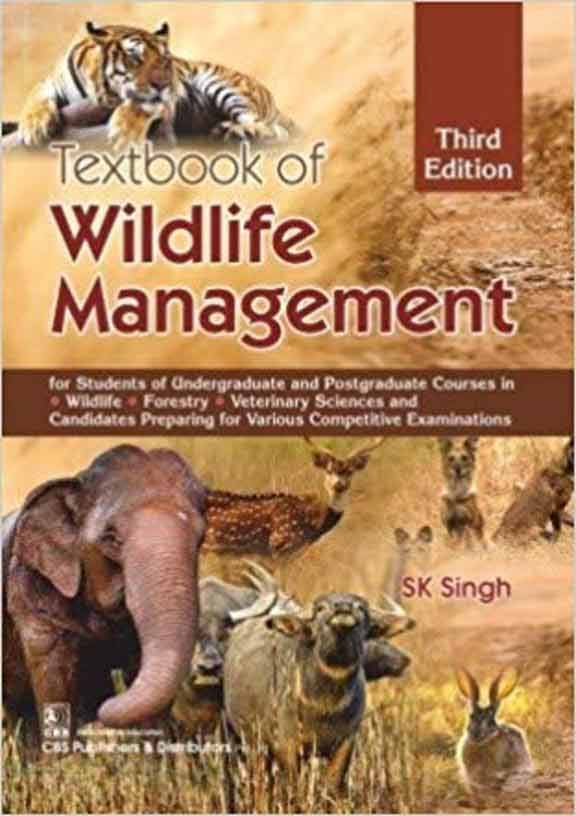 Third
Edition
Textbook of
Wildlife
Management
for Students of Undergraduate and Postgraduate Courses in
• Wildlife • Forestry • Veterinary Sciences and
Candidates Preparing for Various Competitive Examinations
SK Singh
CBS
CBS Publishers & Distributors